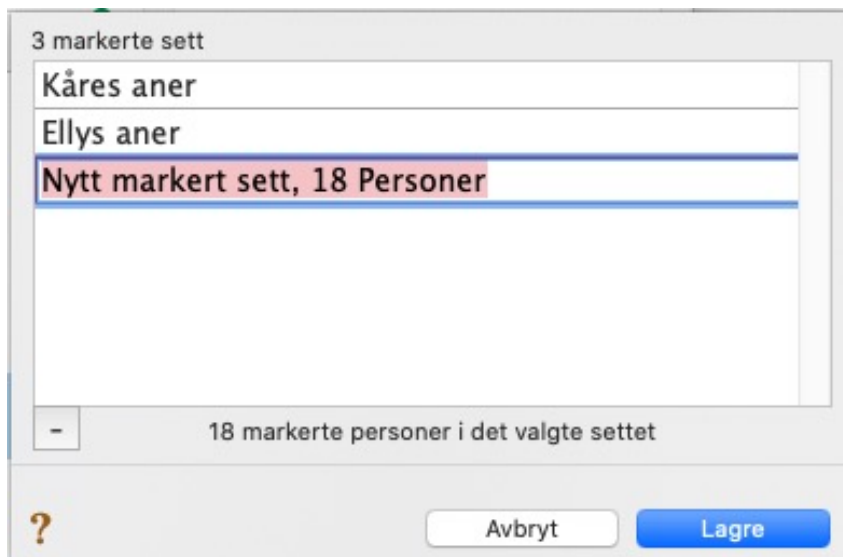 3 markerte sett
Kåres aner
Ellys aner
Nytt markert sett, 18 Personer
-
18 markerte personer i det valgte settet
?
Avbryt
Lagre